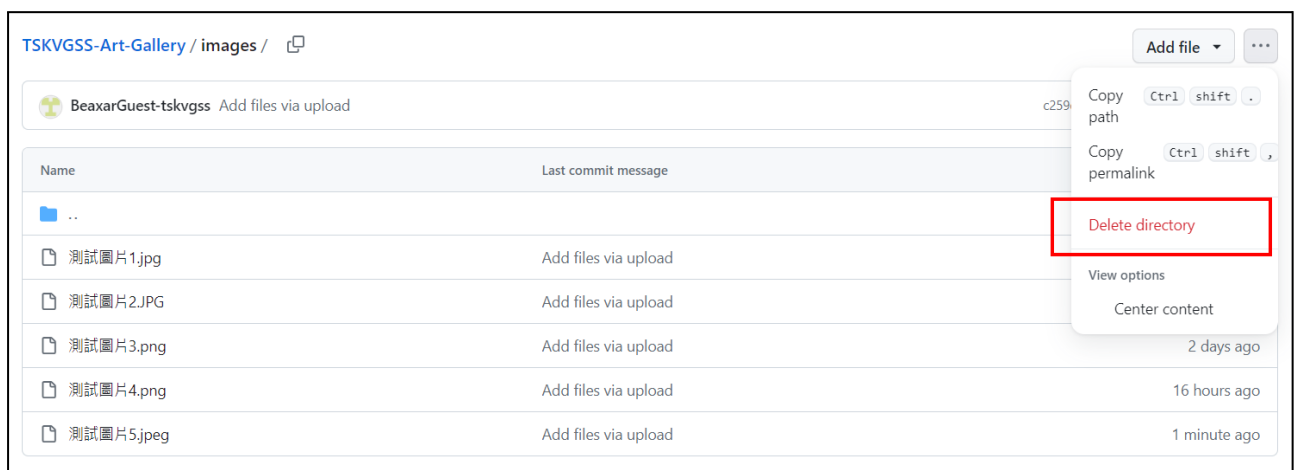 TSKVGSS-Art-Gallery / images /
Add file
BeaxarGuest-tskvgss Add files via upload
c259
Copy path Ctrl shift .
Copy permalink Ctrl shift ,
Delete directory
View options
Center content
Name Last commit message
..
測試圖片1.jpg Add files via upload
測試圖片2.JPG Add files via upload
測試圖片3.png Add files via upload 2 days ago
測試圖片4.png Add files via upload 16 hours ago
測試圖片5.jpeg Add files via upload 1 minute ago